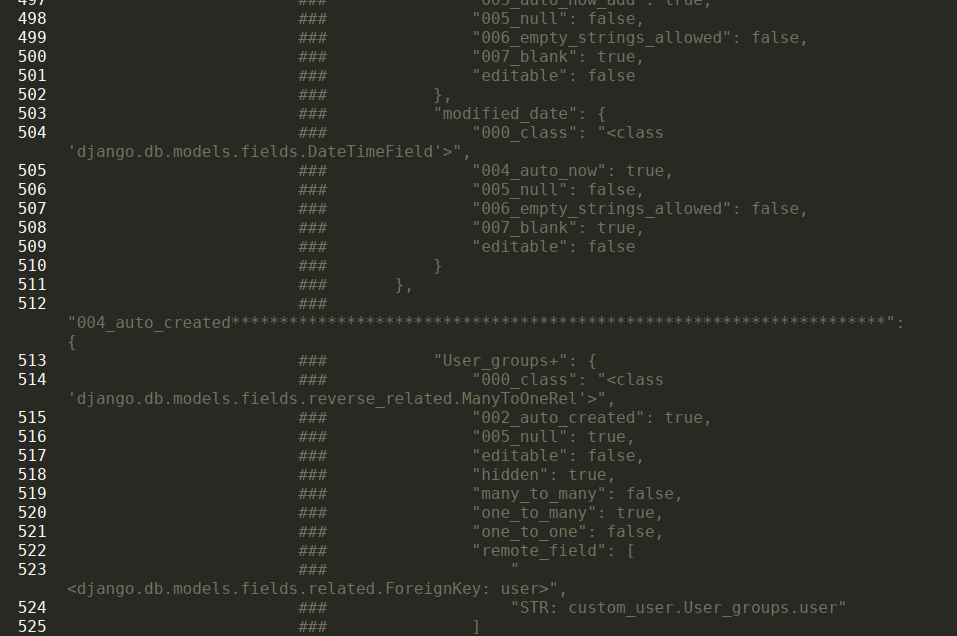 497 ### "003_auto_now_add": true,
498 ### "005_null": false,
499 ### "006_empty_strings_allowed": false,
500 ### "007_blank": true,
501 ### "editable": false
502 ### },
503 ### "modified_date": {
504 ### "000_class": "<class
'django.db.models.fields.DateTimeField'>",
505 ### "004_auto_now": true,
506 ### "005_null": false,
507 ### "006_empty_strings_allowed": false,
508 ### "007_blank": true,
509 ### "editable": false
510 ### }
511 ### },
512 ###
"004_auto_created********************************************************************":
{
513 ### "User_groups+": {
514 ### "000_class": "<class
'django.db.models.fields.reverse_related.ManyToOneRel'>",
515 ### "002_auto_created": true,
516 ### "005_null": true,
517 ### "editable": false,
518 ### "hidden": true,
519 ### "many_to_many": false,
520 ### "one_to_many": true,
521 ### "one_to_one": false,
522 ### "remote_field": [
523 ### "
<django.db.models.fields.related.ForeignKey: user>",
524 ### "STR: custom_user.User_groups.user"
525 ### ]